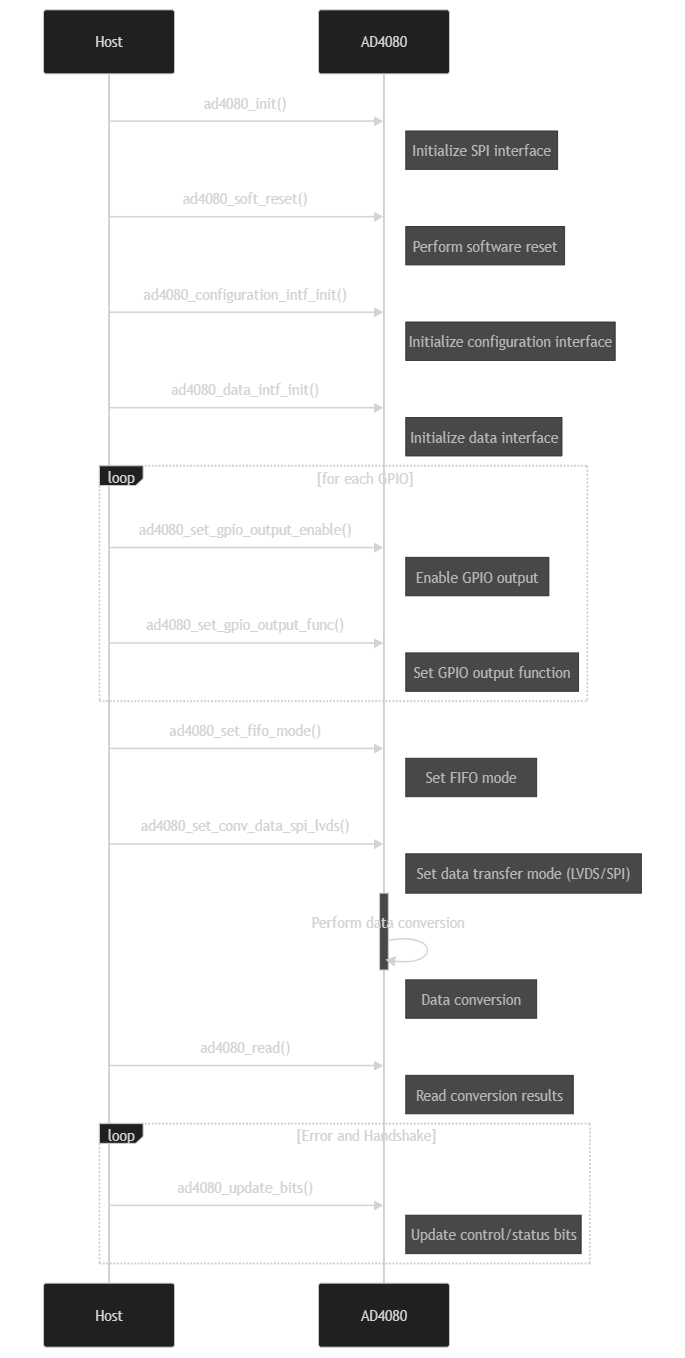 Host
AD4080
ad4080_init()
Initialize SPI interface
ad4080_soft_reset()
Perform software reset
ad4080_configuration_intf_init()
Initialize configuration interface
ad4080_data_intf_init()
Initialize data interface
loop
[for each GPIO]
ad4080_set_gpio_output_enable()
Enable GPIO output
ad4080_set_gpio_output_func()
Set GPIO output function
ad4080_set_fifo_mode()
Set FIFO mode
ad4080_set_conv_data_spi_lvds()
Set data transfer mode (LVDS/SPI)
Perform data conversion
Data conversion
ad4080_read()
Read conversion results
loop
[Error and Handshake]
ad4080_update_bits()
Update control/status bits
Host
AD4080